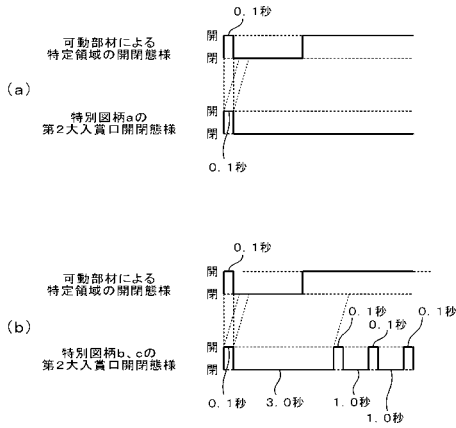 0. 1秒
可動部材による
特定領域の開閉態様
開
閉
(a)
特別図柄aの
第2大入賞口開閉態様
開
閉
0. 1秒
0. 1秒
可動部材による
特定領域の開閉態様
開
閉
(b)
0. 1秒
0. 1秒
0. 1秒
特別図柄b、cの
第2大入賞口開閉態様
開
閉
0. 1秒
3. 0秒
1. 0秒
1. 0秒